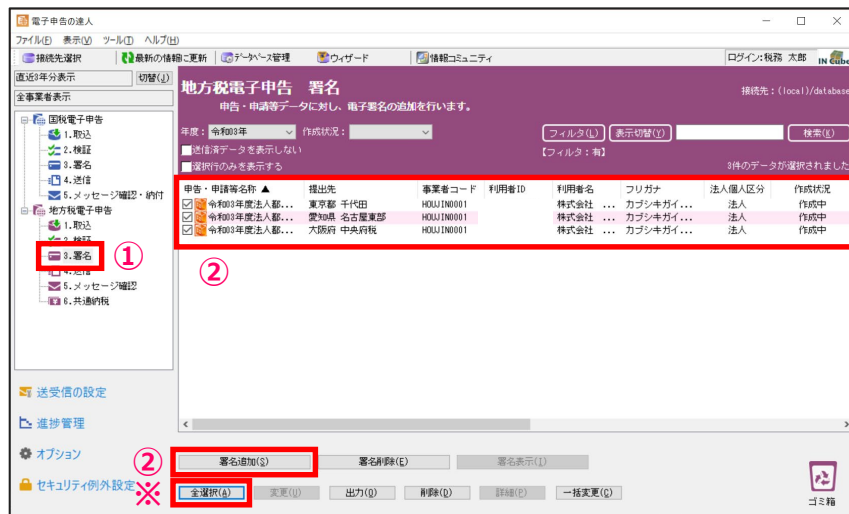 電子申告の達人
ファイル(F) 表示(V) ツール(T) ヘルプ(H)
接続先選択 最新の情報に更新 データベース管理 ウィザード 情報コミュニティ ログイン:税務 太郎 IN Cube
直近3年分表示 切替(J)
全事業者表示
国税電子申告
1.取込
2.検証
3.署名
4.送信
5.メッセージ確認・納付
地方税電子申告
1.取込
2.検証
3.署名
①
4.送信
5.メッセージ確認
6.共通納税
送受信の設定
進捗管理
オプション
セキュリティ例外設定
地方税電子申告 署名
接続先:(local)/database
申告・申請等データに対し、電子署名の追加を行います。
年度: 令和03年 作成状況: フィルタ(L) 表示切替(Y) 検索(K)
送信済データを表示しない 【フィルタ:有】
選択行のみを表示する 3件のデータが選択されました
申告・申請等名称 ▲ 提出先 事業者コード 利用者ID 利用者名 フリガナ 法人個人区分 作成状況
令和03年度法人都... 東京都 千代田 HOUJIN0001 株式会社 ... カブシキガイ... 法人 作成中
令和03年度法人都... 愛知県 名古屋東部 HOUJIN0001 株式会社 ... カブシキガイ... 法人 作成中
令和03年度法人都... 大阪府 中央府税 HOUJIN0001 株式会社 ... カブシキガイ... 法人 作成中
②
② 署名追加(S) 署名削除(E) 署名表示(I)
※ 全選択(A) 変更(U) 出力(O) 削除(D) 詳細(P) 一括変更(C)
ゴミ箱